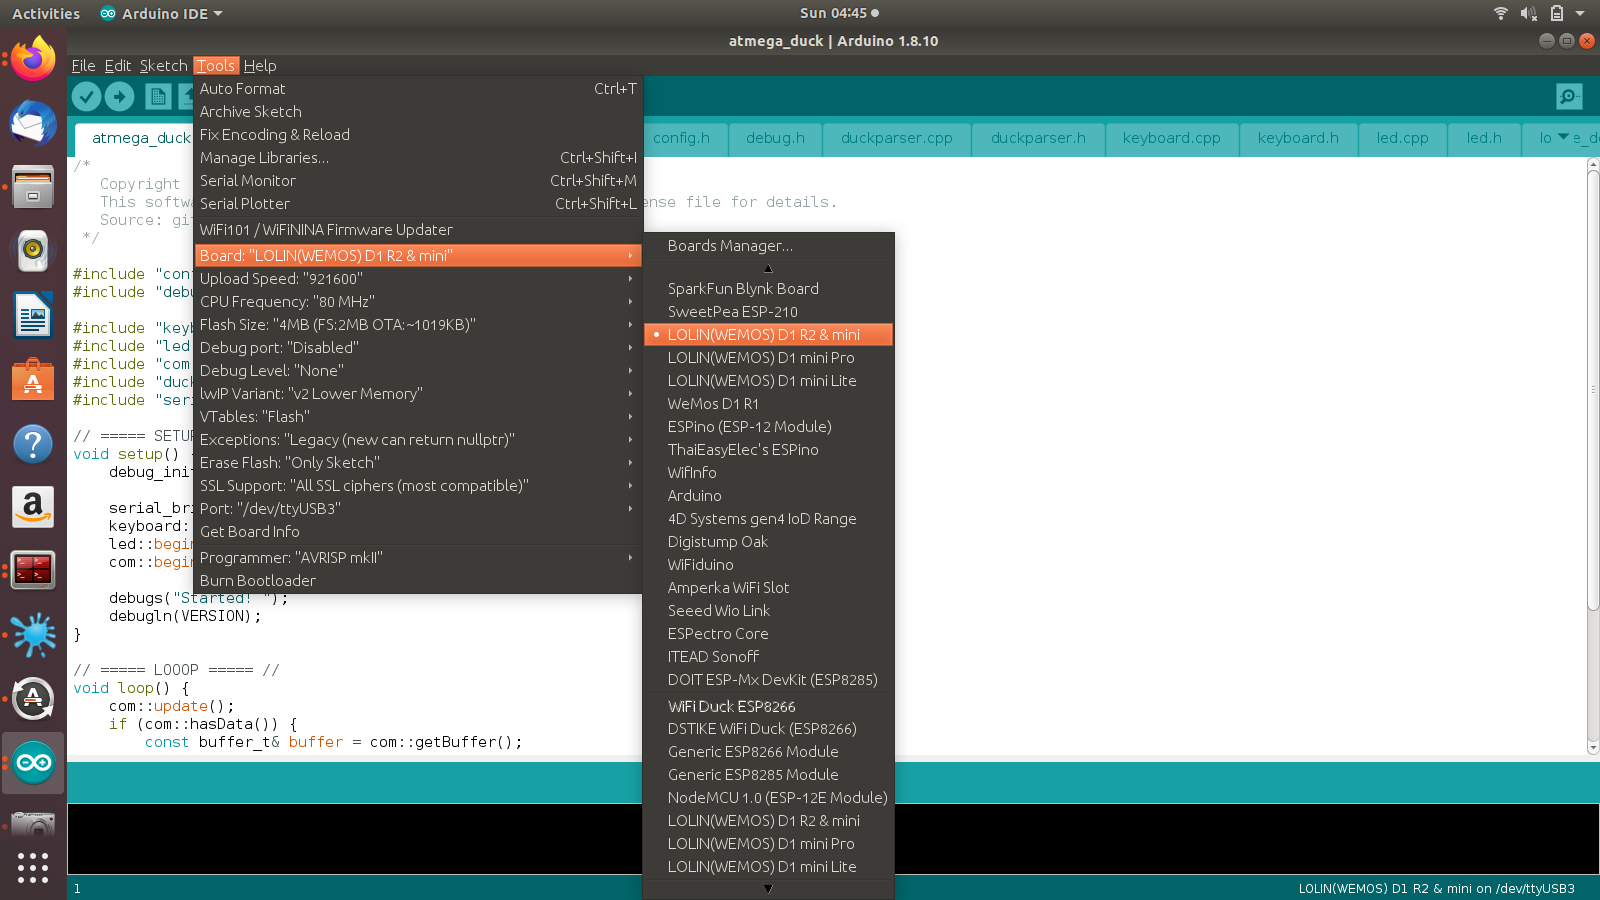 Activities Arduino IDE Sun 04:45
atmega_duck | Arduino 1.8.10
File Edit Sketch Tools Help
atmega_duck config.h debug.h duckparser.cpp duckparser.h keyboard.cpp keyboard.h led.cpp led.h lo e_de
Auto Format Ctrl+T
Archive Sketch
Fix Encoding & Reload
Manage Libraries... Ctrl+Shift+I
Serial Monitor Ctrl+Shift+M
Serial Plotter Ctrl+Shift+L
WiFi101 / WiFiNINA Firmware Updater
Board: "LOLIN(WEMOS) D1 R2 & mini"
Upload Speed: "921600"
CPU Frequency: "80 MHz"
Flash Size: "4MB (FS:2MB OTA:~1019KB)"
Debug port: "Disabled"
Debug Level: "None"
lwIP Variant: "v2 Lower Memory"
VTables: "Flash"
Exceptions: "Legacy (new can return nullptr)"
Erase Flash: "Only Sketch"
SSL Support: "All SSL ciphers (most compatible)"
Port: "/dev/ttyUSB3"
Get Board Info
Programmer: "AVRISP mkII"
Burn Bootloader
Boards Manager...
SparkFun Blynk Board
SweetPea ESP-210
LOLIN(WEMOS) D1 R2 & mini
LOLIN(WEMOS) D1 mini Pro
LOLIN(WEMOS) D1 mini Lite
WeMos D1 R1
ESPino (ESP-12 Module)
ThaiEasyElec's ESPino
WifInfo
Arduino
4D Systems gen4 IoD Range
Digistump Oak
WiFiduino
Amperka WiFi Slot
Seeed Wio Link
ESPectro Core
ITEAD Sonoff
DOIT ESP-Mx DevKit (ESP8285)
WiFi Duck ESP8266
DSTIKE WiFi Duck (ESP8266)
Generic ESP8266 Module
Generic ESP8285 Module
NodeMCU 1.0 (ESP-12E Module)
LOLIN(WEMOS) D1 R2 & mini
LOLIN(WEMOS) D1 mini Pro
LOLIN(WEMOS) D1 mini Lite
/*
Copyright
This softwa ense file for details.
Source: gi
*/
#include "con
#include "deb
#include "key
#include "led
#include "com
#include "duc
#include "ser
// ===== SETU
void setup() {
debug_ini
serial_bri
keyboard:
led::begi
com::begi
debugs("Started! ");
debugln(VERSION);
}
// ===== LOOOP ===== //
void loop() {
com::update();
if (com::hasData()) {
const buffer_t& buffer = com::getBuffer();
1 LOLIN(WEMOS) D1 R2 & mini on /dev/ttyUSB3